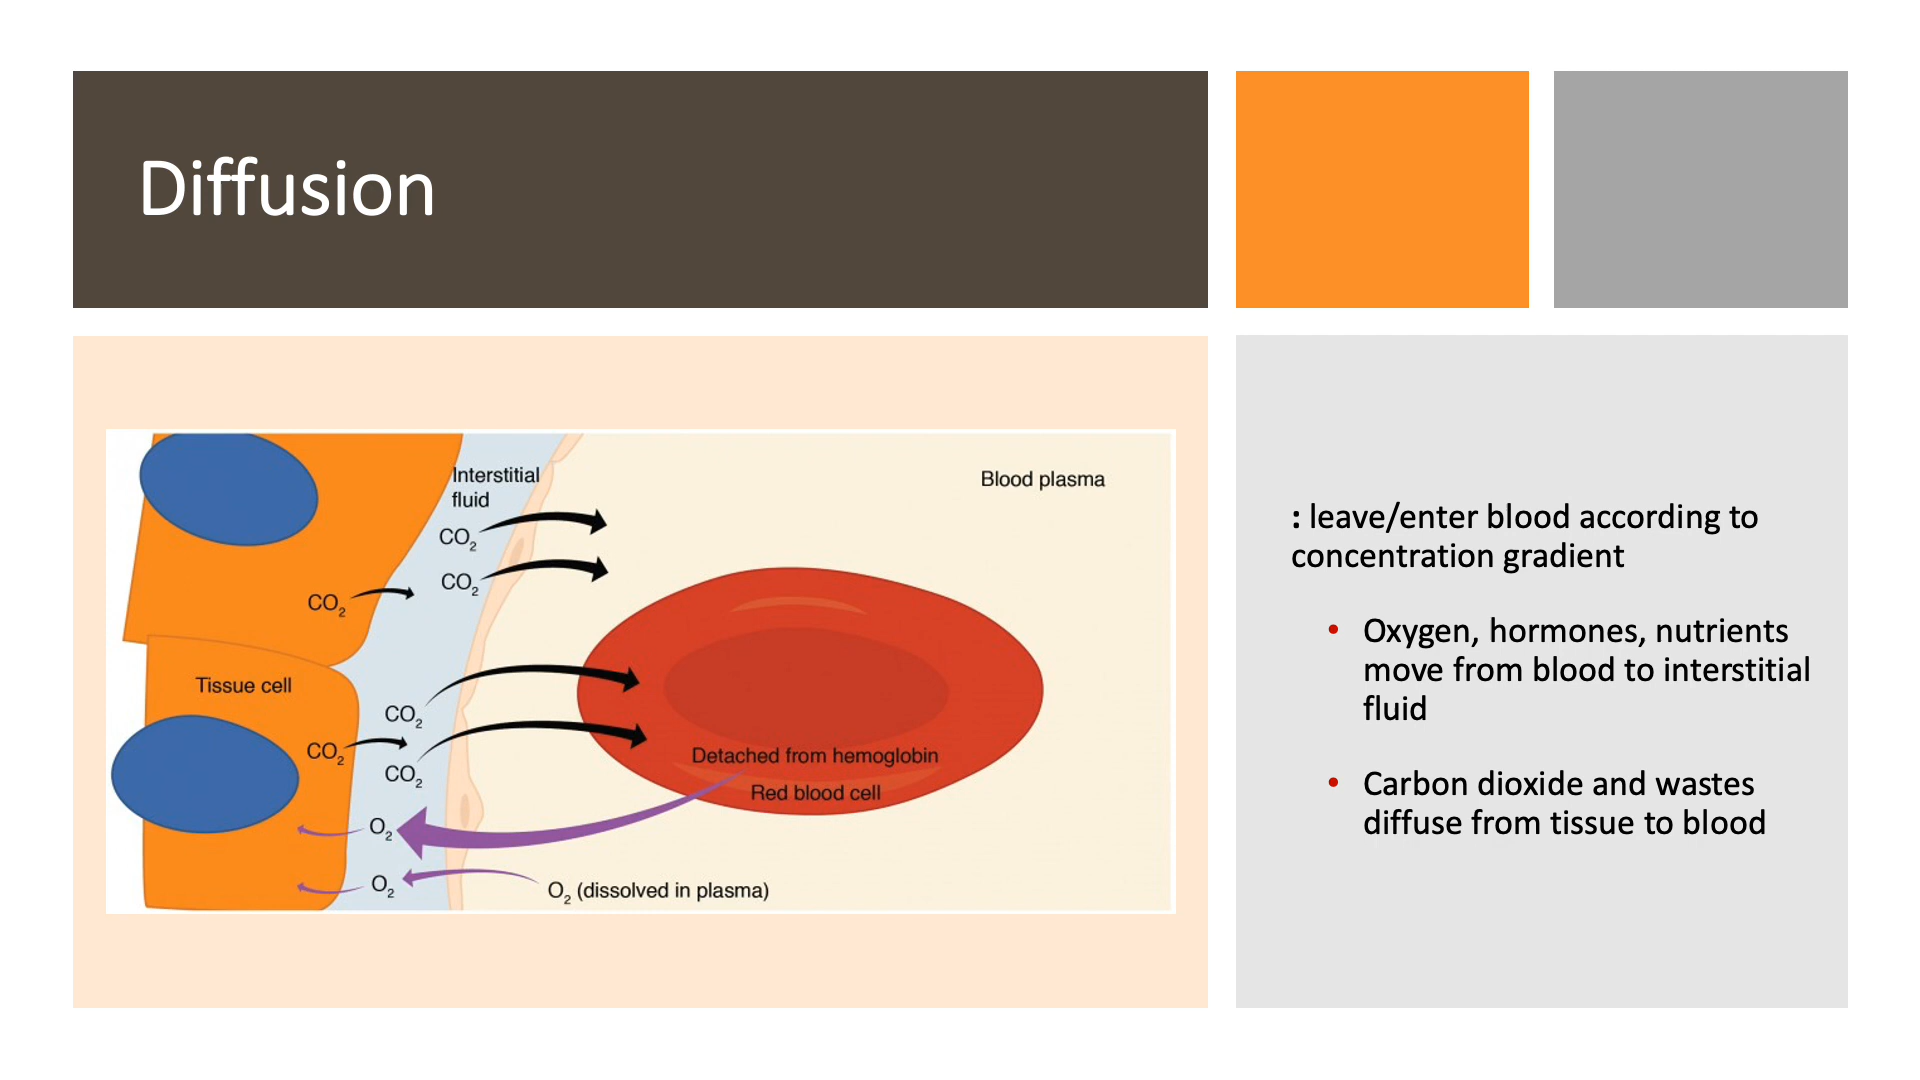 Diffusion
Interstitial
fluid
Blood plasma
CO₂
CO₂
CO₂
Tissue cell
CO₂
CO₂
CO₂
Detached from hemoglobin
Red blood cell
O₂
O₂
O₂ (dissolved in plasma)
: leave/enter blood according to
concentration gradient
• Oxygen, hormones, nutrients
move from blood to interstitial
fluid
• Carbon dioxide and wastes
diffuse from tissue to blood